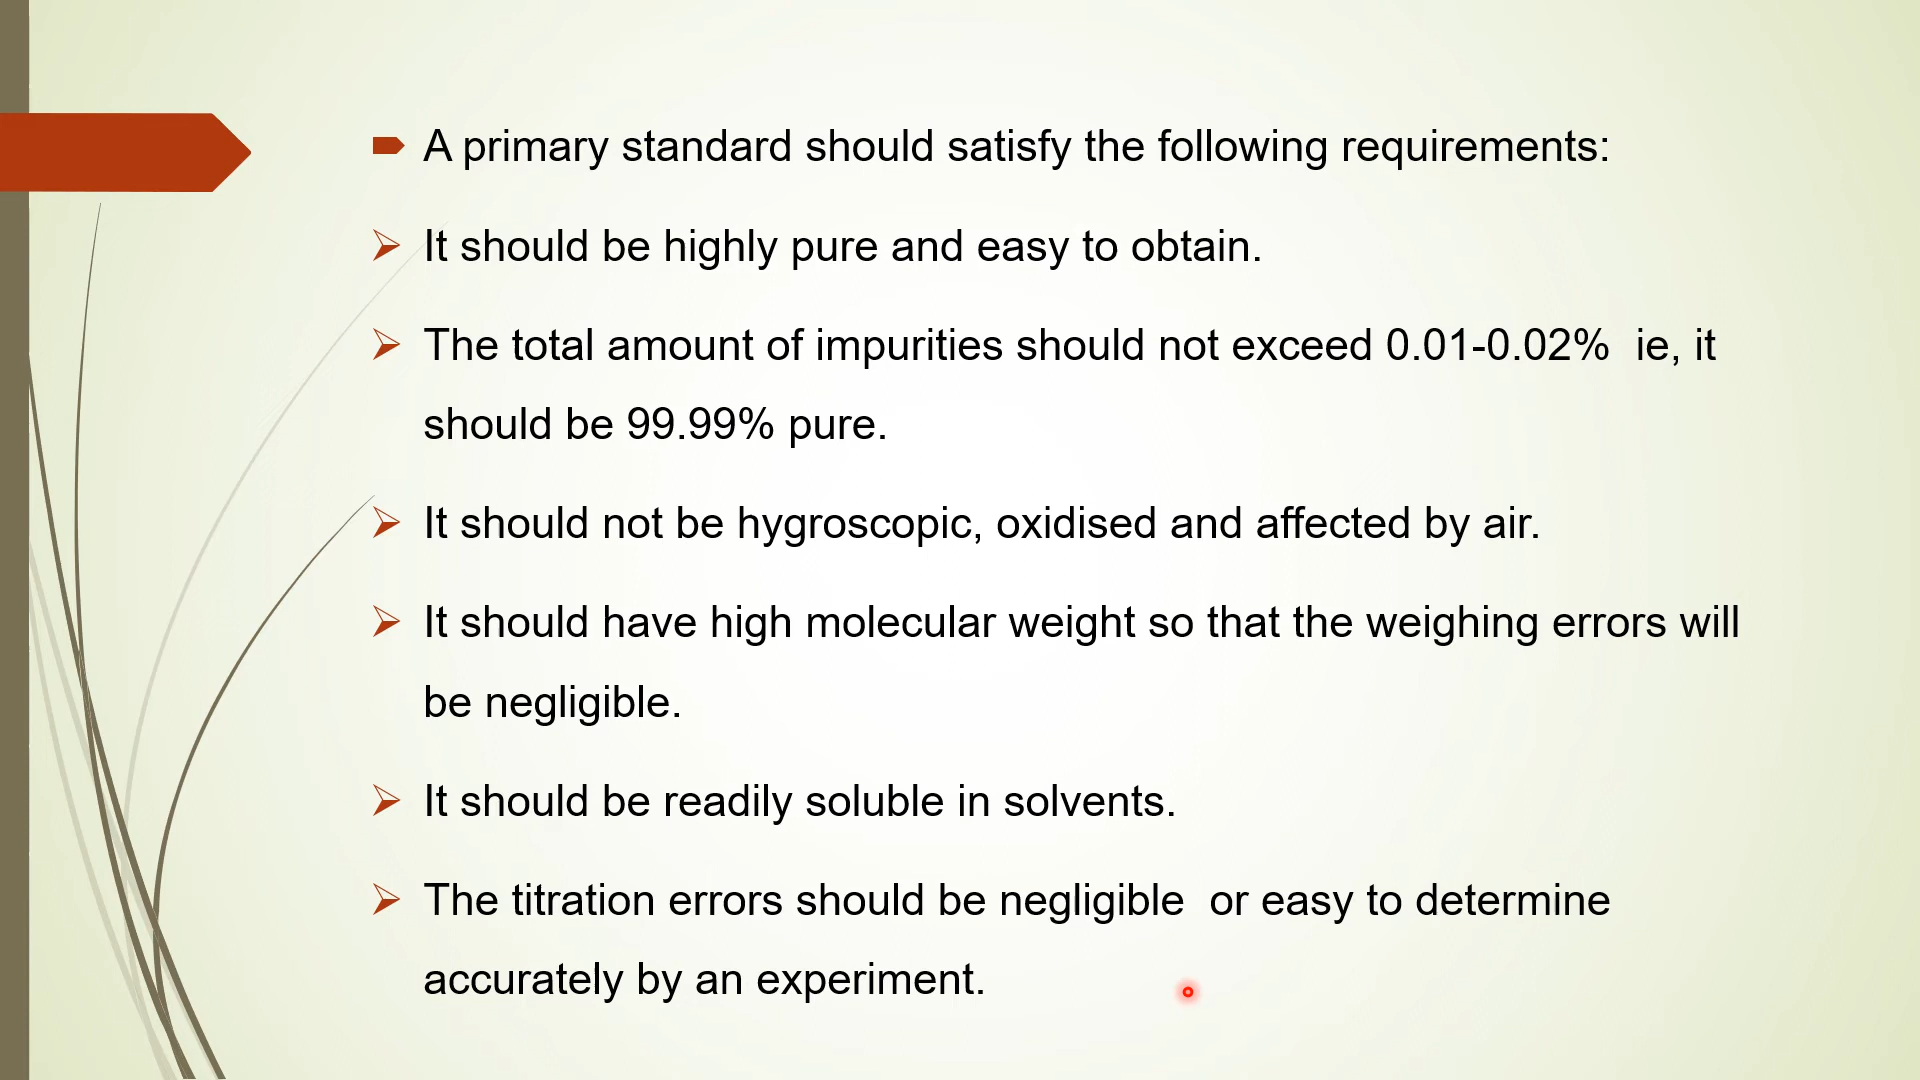 A primary standard should satisfy the following requirements:
It should be highly pure and easy to obtain.
The total amount of impurities should not exceed 0.01-0.02%  ie, it
should be 99.99% pure.
It should not be hygroscopic, oxidised and affected by air.
It should have high molecular weight so that the weighing errors will
be negligible.
It should be readily soluble in solvents.
The titration errors should be negligible  or easy to determine
accurately by an experiment.